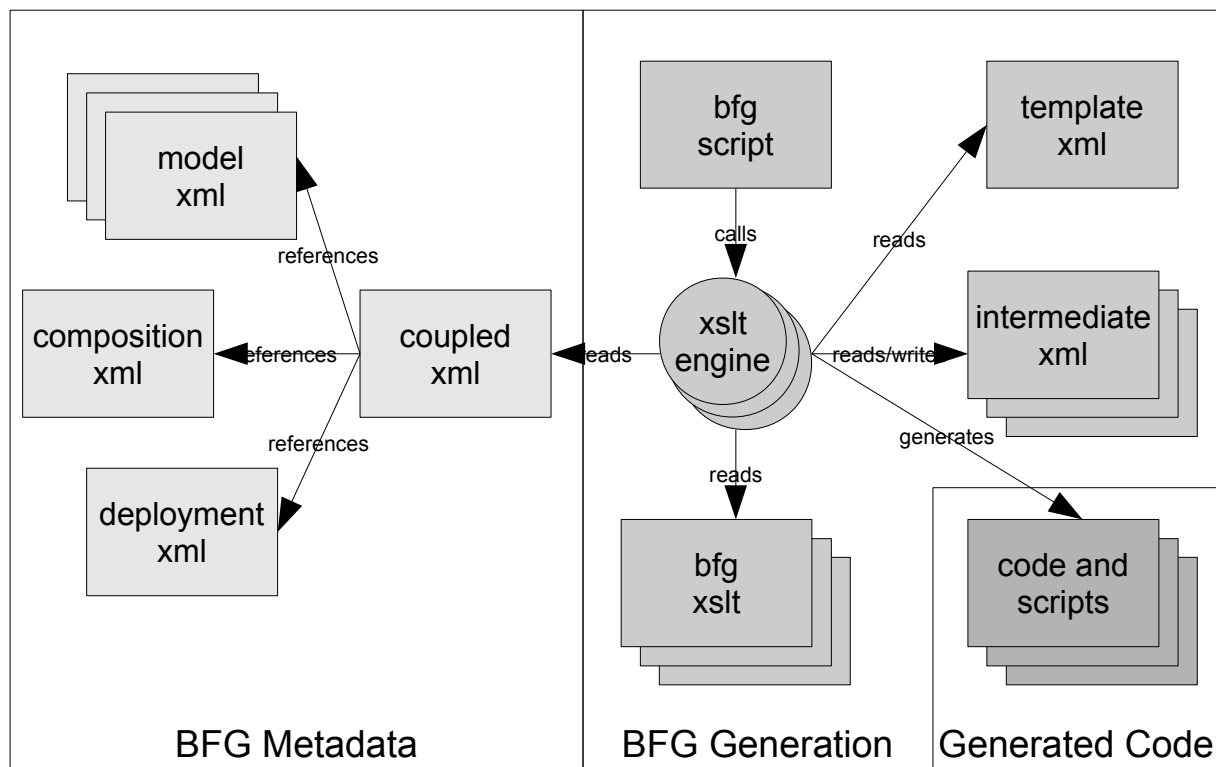 model
xml
references
composition
xml
references
coupled
xml
references
deployment
xml
BFG Metadata
bfg
script
calls
template
xml
reads
xslt
engine
reads
reads/write
intermediate
xml
generates
reads
bfg
xslt
code and
scripts
BFG Generation
Generated Code